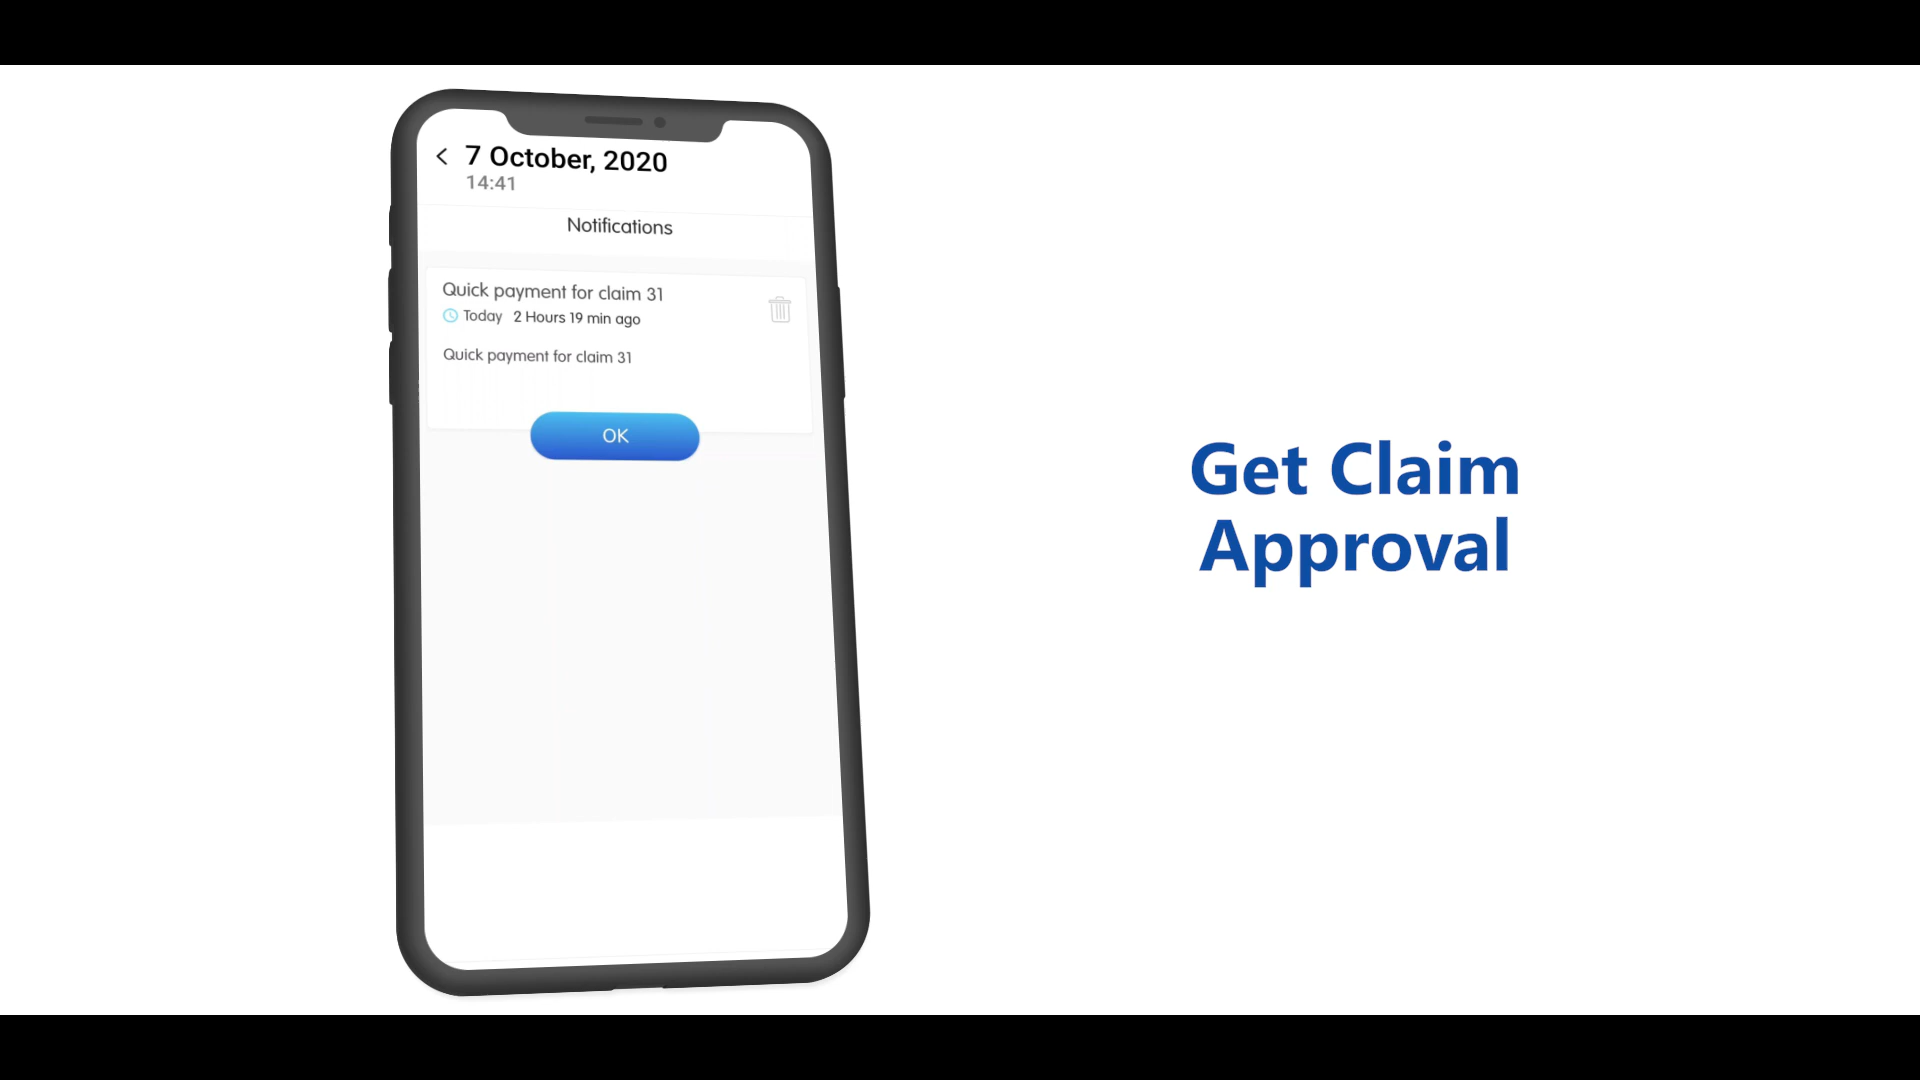 7 October, 2020
14:41
Notifications
Quick payment for claim 31
Today 2 Hours 19 min ago
Quick payment for claim 31
OK
Get Claim
Approval